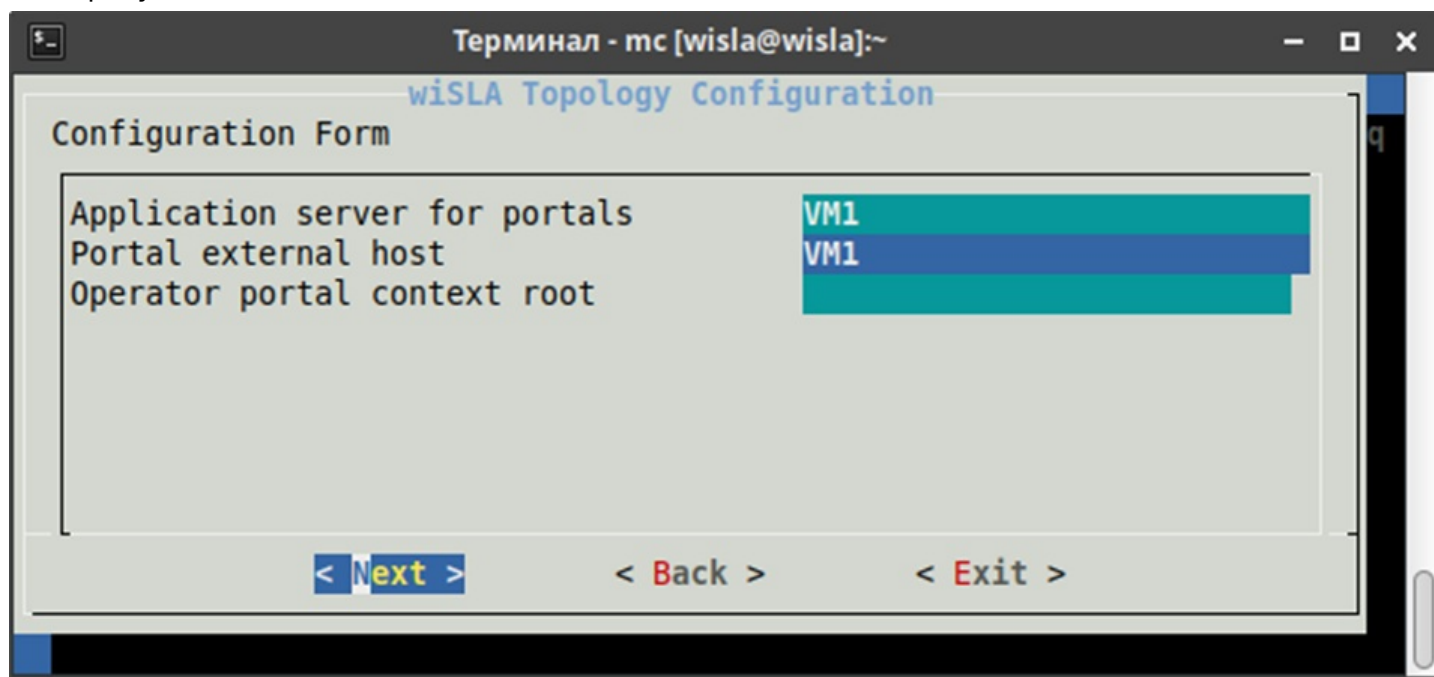 Терминал - mc [wisla@wisla]:~
wiSLA Topology Configuration
Configuration Form
q
Application server for portals VM1
Portal external host VM1
Operator portal context root
< Next > < Back > < Exit >